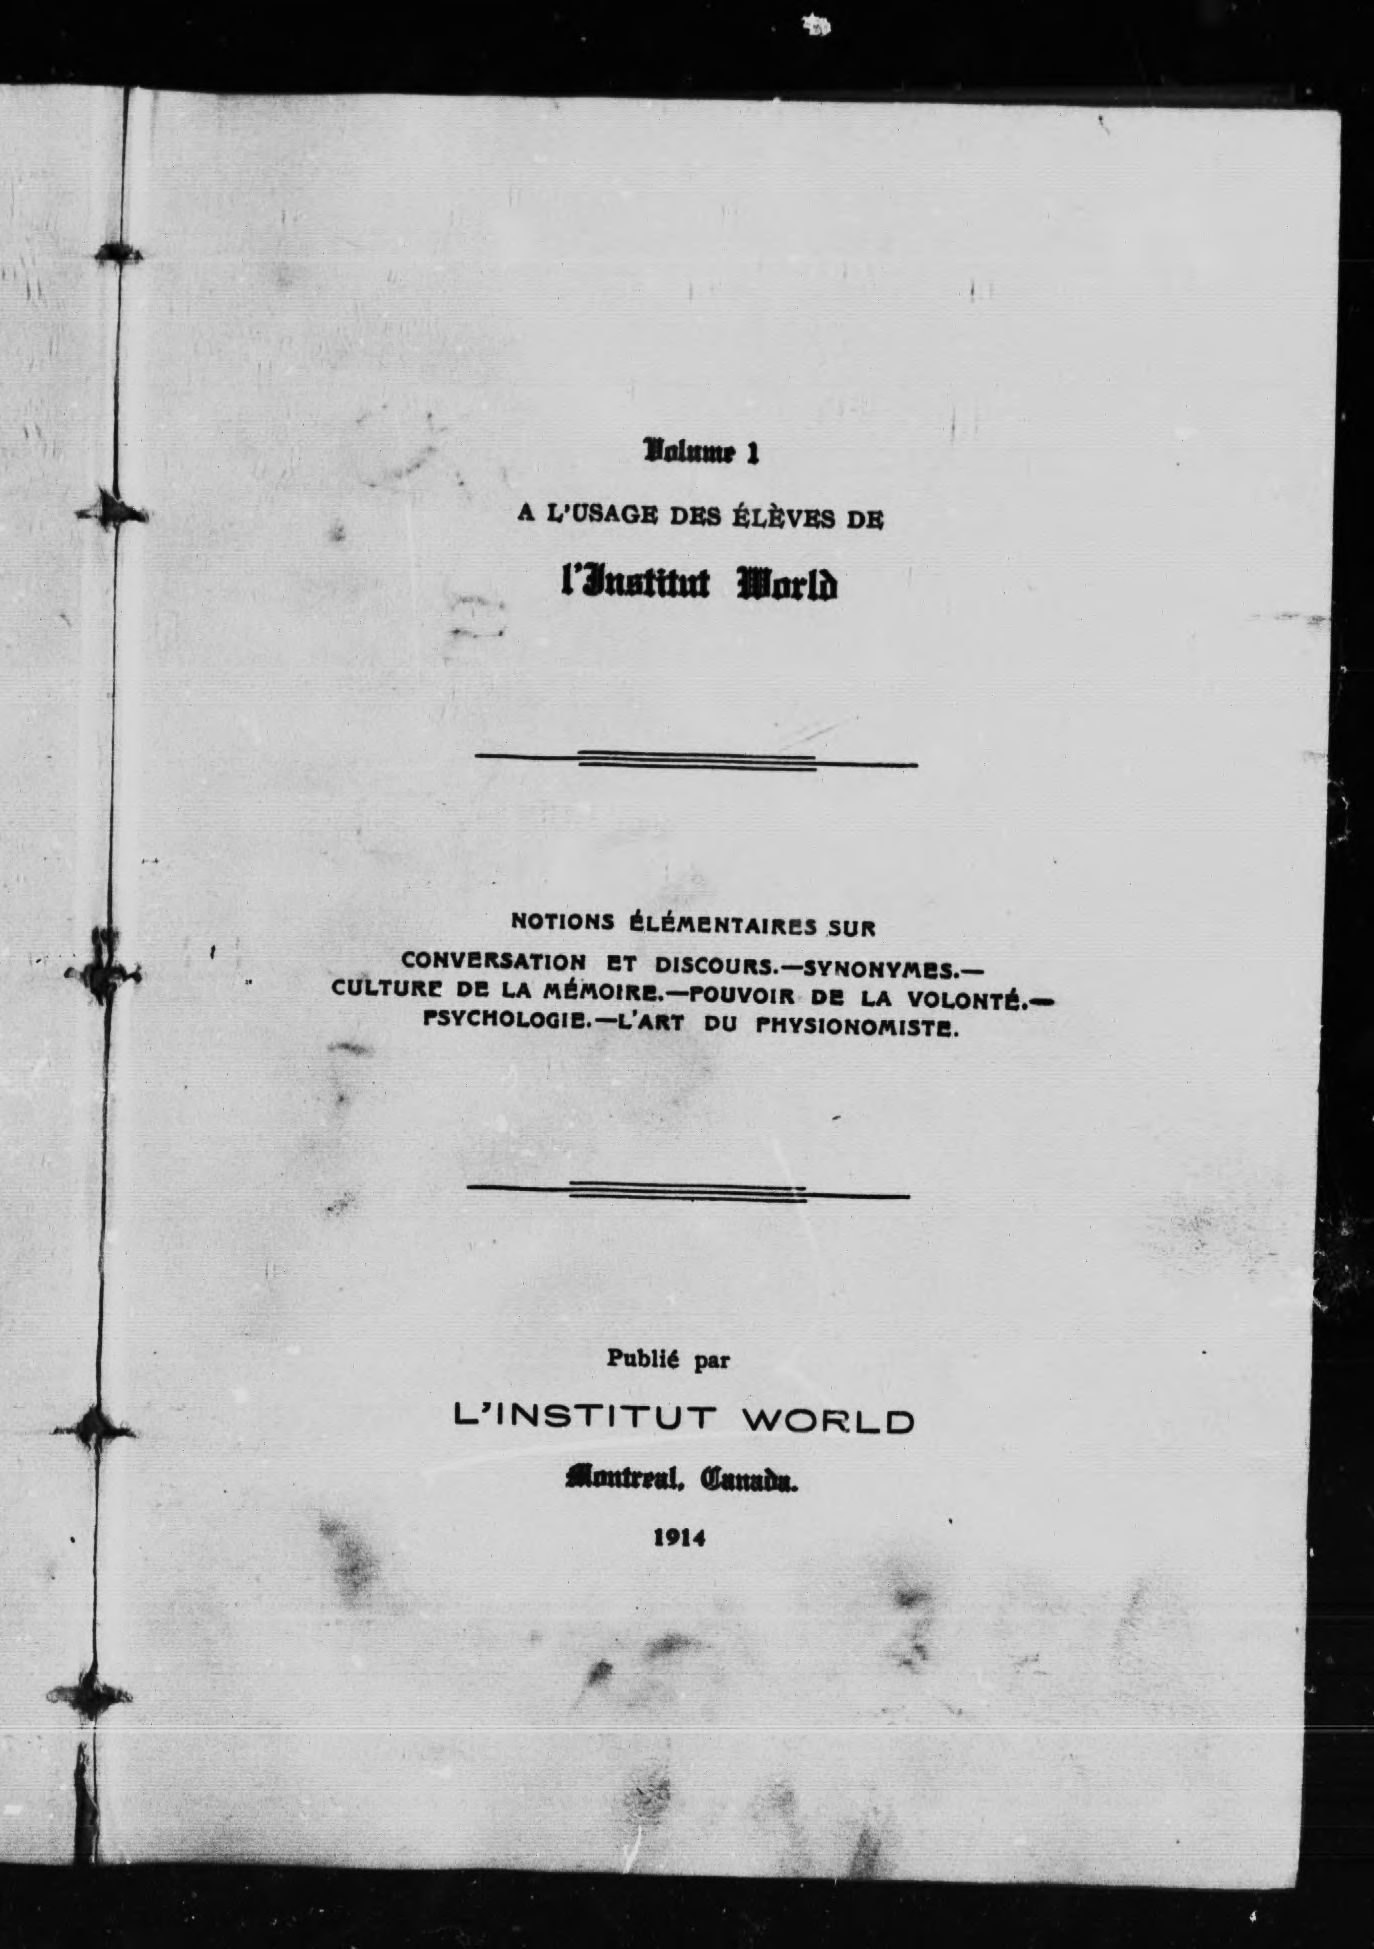 Volume 1
A L'USAGE DES ÉLÈVES DE
l'Institut World
NOTIONS ÉLÉMENTAIRES SUR
CONVERSATION ET DISCOURS.—SYNONYMES.—
CULTURE DE LA MÉMOIRE.—POUVOIR DE LA VOLONTÉ.—
PSYCHOLOGIE.—L'ART DU PHYSIONOMISTE.
Publié par
L'INSTITUT WORLD
Montreal, Canada.
1914